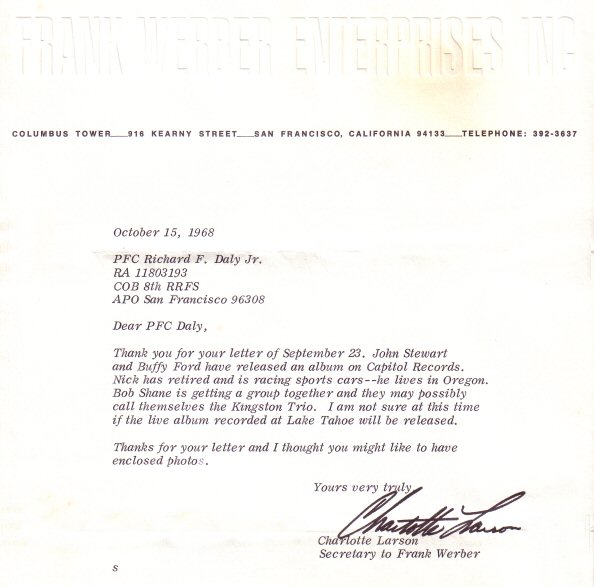 FRANK WERBER ENTERPRISES INC
COLUMBUS TOWER__916 KEARNY STREET__SAN FRANCISCO, CALIFORNIA 94133__TELEPHONE: 392-3637
October 15, 1968
PFC Richard F. Daly Jr.
RA 11803193
COB 8th RRFS
APO San Francisco 96308
Dear PFC Daly,
Thank you for your letter of September 23. John Stewart
and Buffy Ford have released an album on Capitol Records.
Nick has retired and is racing sports cars--he lives in Oregon.
Bob Shane is getting a group together and they may possibly
call themselves the Kingston Trio. I am not sure at this time
if the live album recorded at Lake Tahoe will be released.
Thanks for your letter and I thought you might like to have
enclosed photos.
Yours very truly,
Charlotte Larson
Charlotte Larson
Secretary to Frank Werber
s